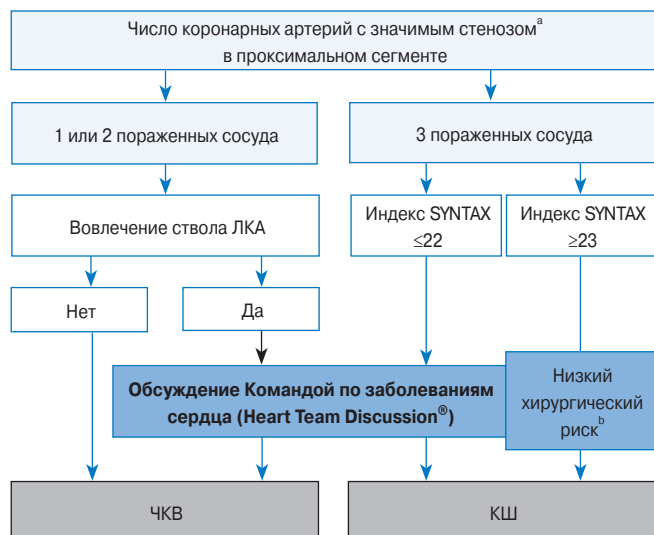 Число коронарных артерий с значимым стенозом^a
в проксимальном сегменте
1 или 2 пораженных сосуда
3 пораженных сосуда
Вовлечение ствола ЛКА
Индекс SYNTAX
≤22
Индекс SYNTAX
≥23
Нет
Да
Обсуждение Командой по заболеваниям
сердца (Heart Team Discussion®)
Низкий
хирургический
риск^b
ЧКВ
КШ